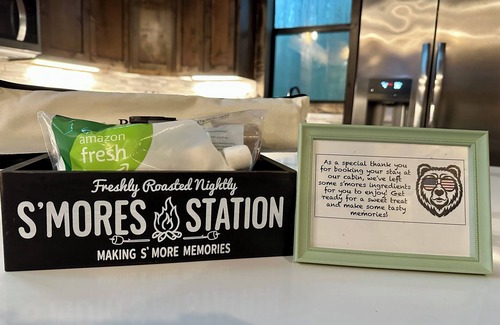 amazon
fresh
Freshly Roasted Nightly
S'MORES STATION
MAKING S'MORE MEMORIES
As a special thank you
for booking your stay at
our cabin, we've left
some s'mores ingredients
for you to enjoy! Get
ready for a sweet treat
and make some tasty
memories!